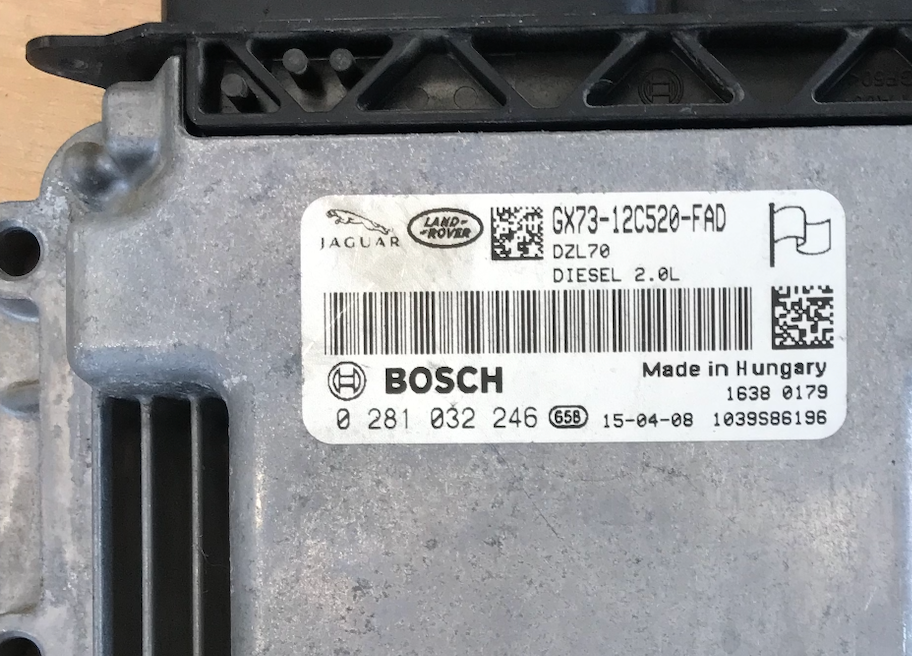 JAGUAR
LAND-
ROVER
GX73-12C520-FAD
DZL70
DIESEL 2.0L
Made in Hungary
BOSCH
1638 0179
0 281 032 246 65B 15-04-08 1039S86196